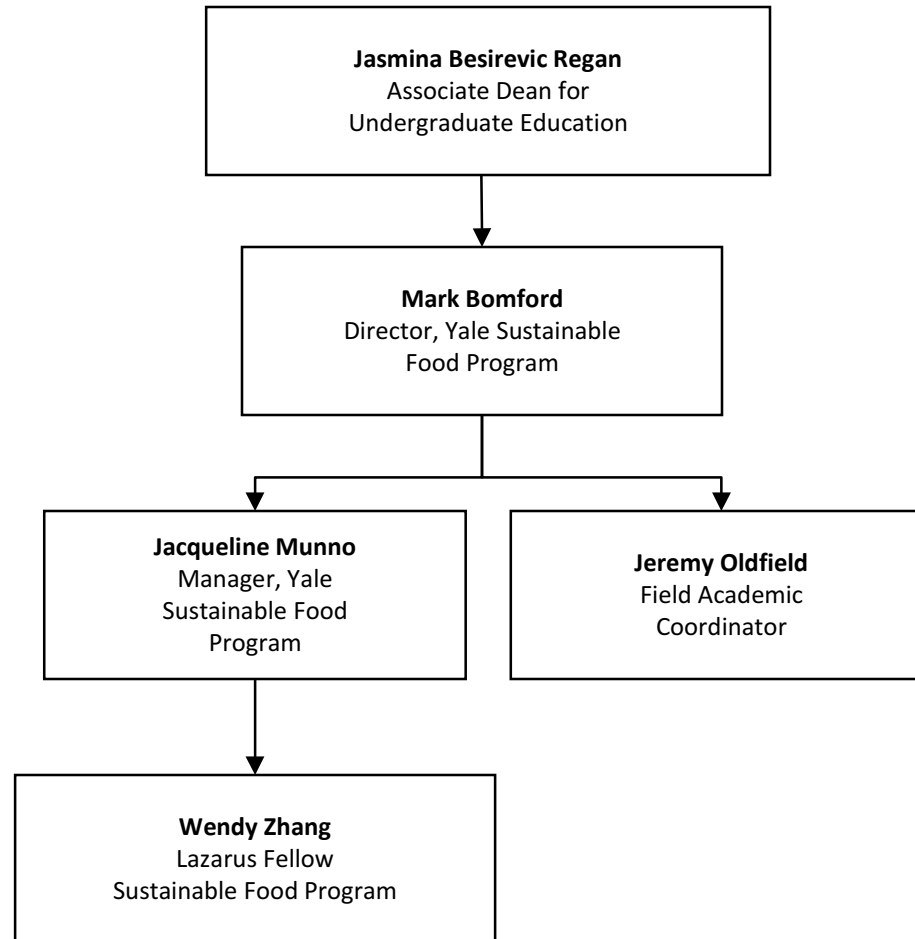 Jasmina Besirevic Regan
Associate Dean for
Undergraduate Education
Mark Bomford
Director, Yale Sustainable
Food Program
Jacqueline Munno
Manager, Yale
Sustainable Food
Program
Jeremy Oldfield
Field Academic
Coordinator
Wendy Zhang
Lazarus Fellow
Sustainable Food Program